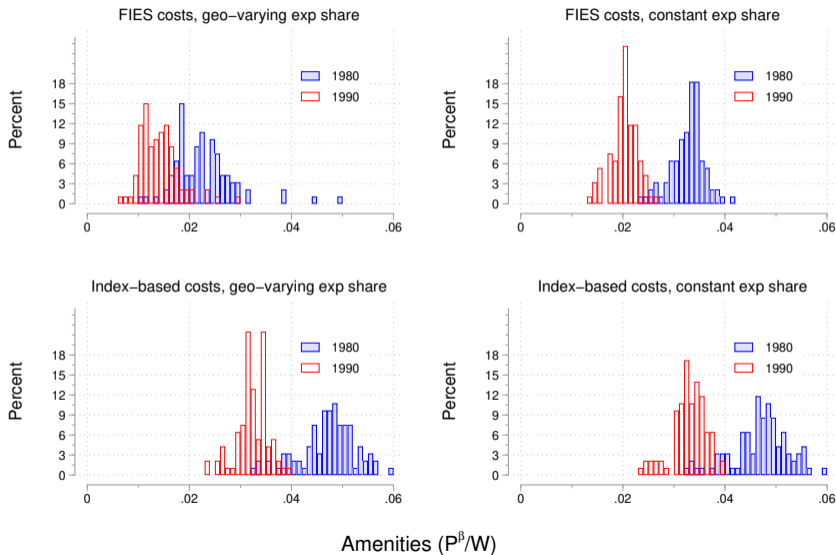 FIES costs, geo−varying exp share
Percent
18
15
12
9
6
3
0
1980
1990
0 .02 .04 .06
FIES costs, constant exp share
Percent
18
15
12
9
6
3
0
1980
1990
0 .02 .04 .06
Index−based costs, geo−varying exp share
Percent
18
15
12
9
6
3
0
1980
1990
0 .02 .04 .06
Index−based costs, constant exp share
Percent
18
15
12
9
6
3
0
1980
1990
0 .02 .04 .06
Amenities (P^β/W)